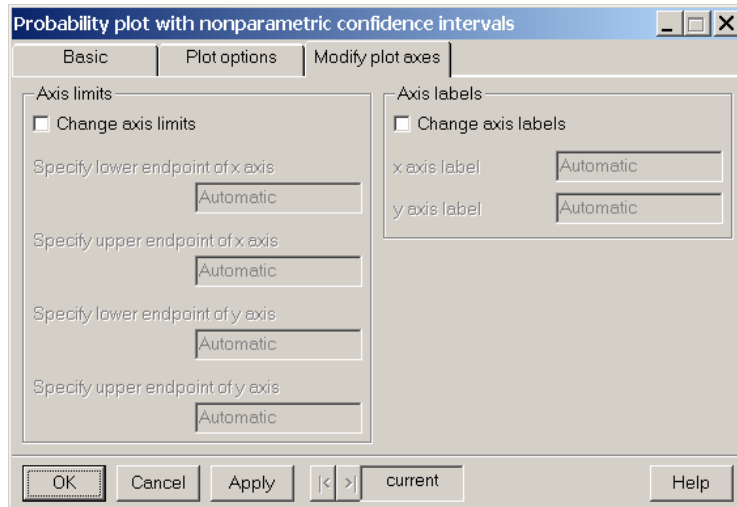 Probability plot with nonparametric confidence intervals
Basic
Plot options
Modify plot axes
Axis limits
Change axis limits
Specify lower endpoint of x axis
Automatic
Specify upper endpoint of x axis
Automatic
Specify lower endpoint of y axis
Automatic
Specify upper endpoint of y axis
Automatic
Axis labels
Change axis labels
x axis label
Automatic
y axis label
Automatic
OK
Cancel
Apply
|<
>|
current
Help